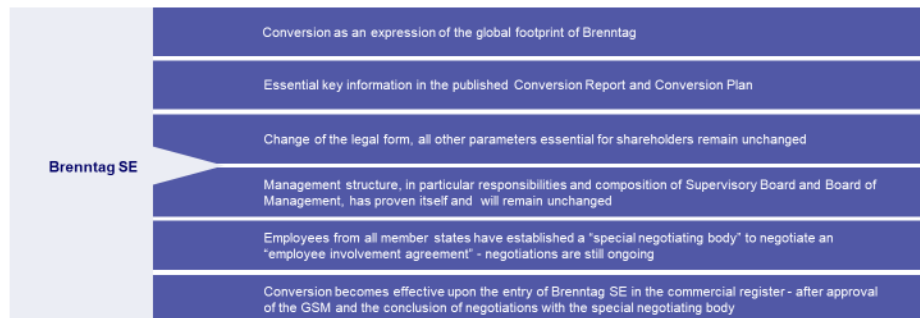 Conversion as an expression of the global footprint of Brenntag
Essential key information in the published Conversion Report and Conversion Plan
Change of the legal form, all other parameters essential for shareholders remain unchanged
Brenntag SE
Management structure, in particular responsibilities and composition of Supervisory Board and Board of
Management, has proven itself and will remain unchanged
Employees from all member states have established a “special negotiating body” to negotiate an
“employee involvement agreement” - negotiations are still ongoing
Conversion becomes effective upon the entry of Brenntag SE in the commercial register - after approval
of the GSM and the conclusion of negotiations with the special negotiating body